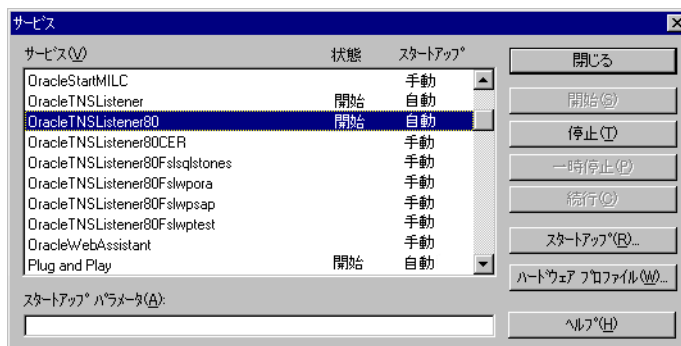 サービス
サービス(V) 状態 スタートアップ
OracleStartMILC 手動
OracleTNSListener 開始 自動
OracleTNSListener80 開始 自動
OracleTNSListener80CER 手動
OracleTNSListener80Fslsqlstones 手動
OracleTNSListener80Fslwpora 手動
OracleTNSListener80Fslwpsap 手動
OracleTNSListener80Fslwptest 手動
OracleWebAssistant 手動
Plug and Play 開始 自動
スタートアップ パラメータ(A):
閉じる
開始(S)
停止(T)
一時停止(P)
続行(C)
スタートアップ(R)...
ハードウェア プロファイル(W)...
ヘルプ(H)